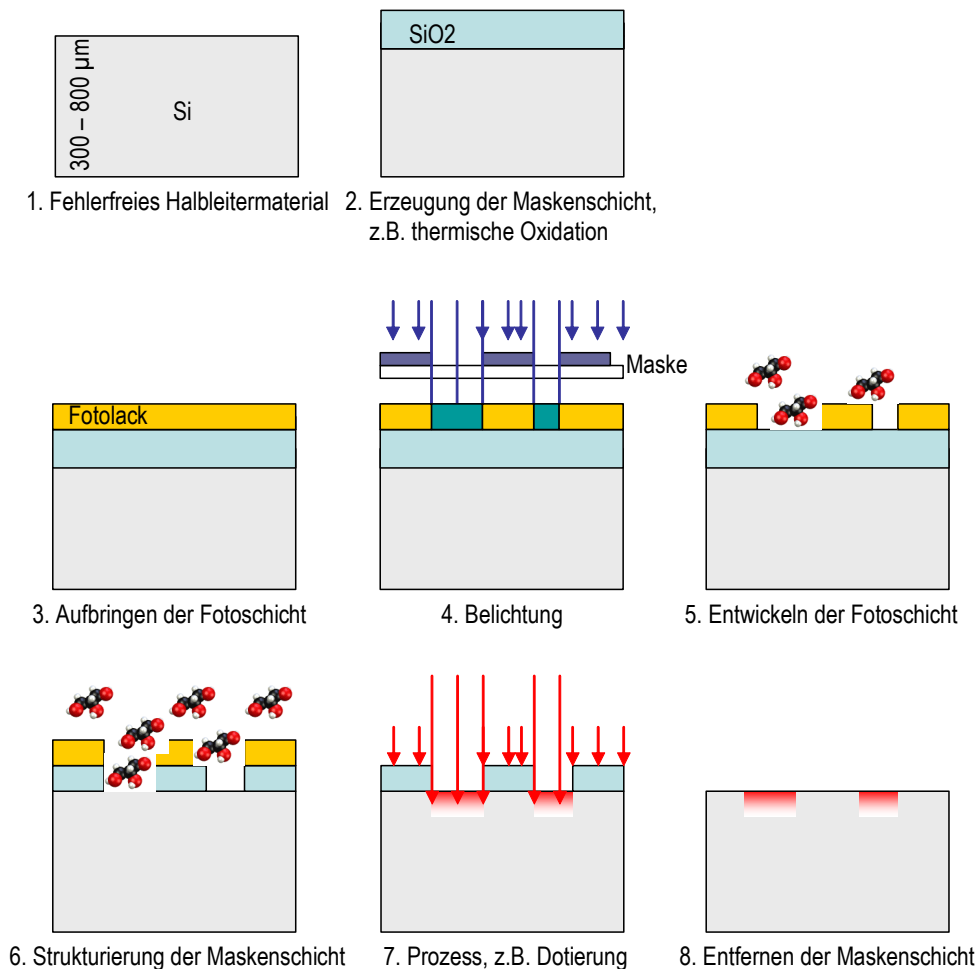 300 – 800 µm
Si
1. Fehlerfreies Halbleitermaterial
SiO2
2. Erzeugung der Maskenschicht,
z.B. thermische Oxidation
Fotolack
3. Aufbringen der Fotoschicht
Maske
4. Belichtung
5. Entwickeln der Fotoschicht
6. Strukturierung der Maskenschicht
7. Prozess, z.B. Dotierung
8. Entfernen der Maskenschicht